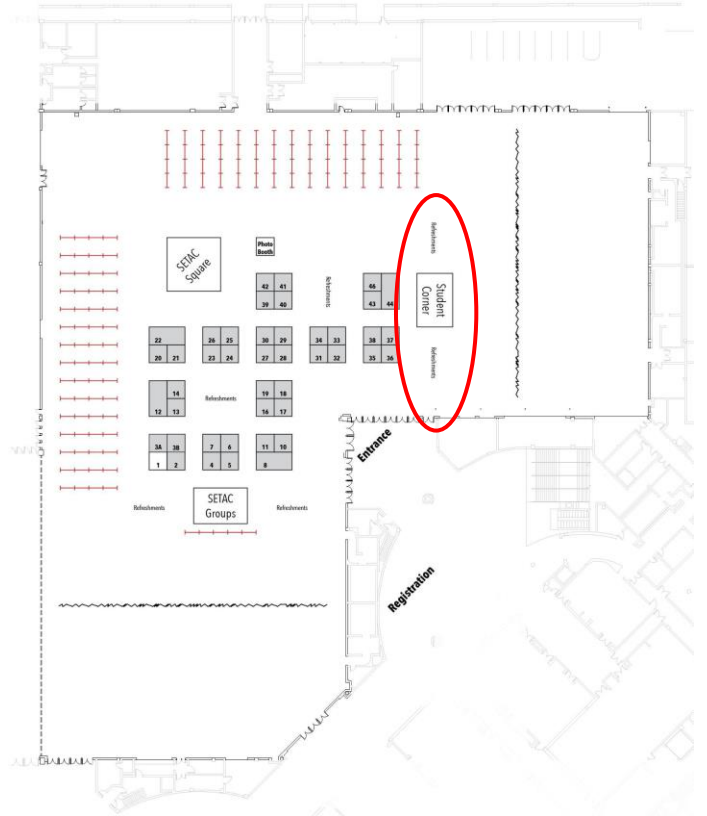 Refreshments
SETAC
Square
Photo
Booth
42 41
39 40
Refreshments
46
43 44
Student
Corner
22
20 21
26 25
23 24
30 29
27 28
34 33
31 32
38 37
35 36
Refreshments
14
12 13
Refreshments
19 18
16 17
3A 3B
1 2
7 6
4 5
11 10
8
Entrance
SETAC
Groups
Refreshments
Refreshments
Registration